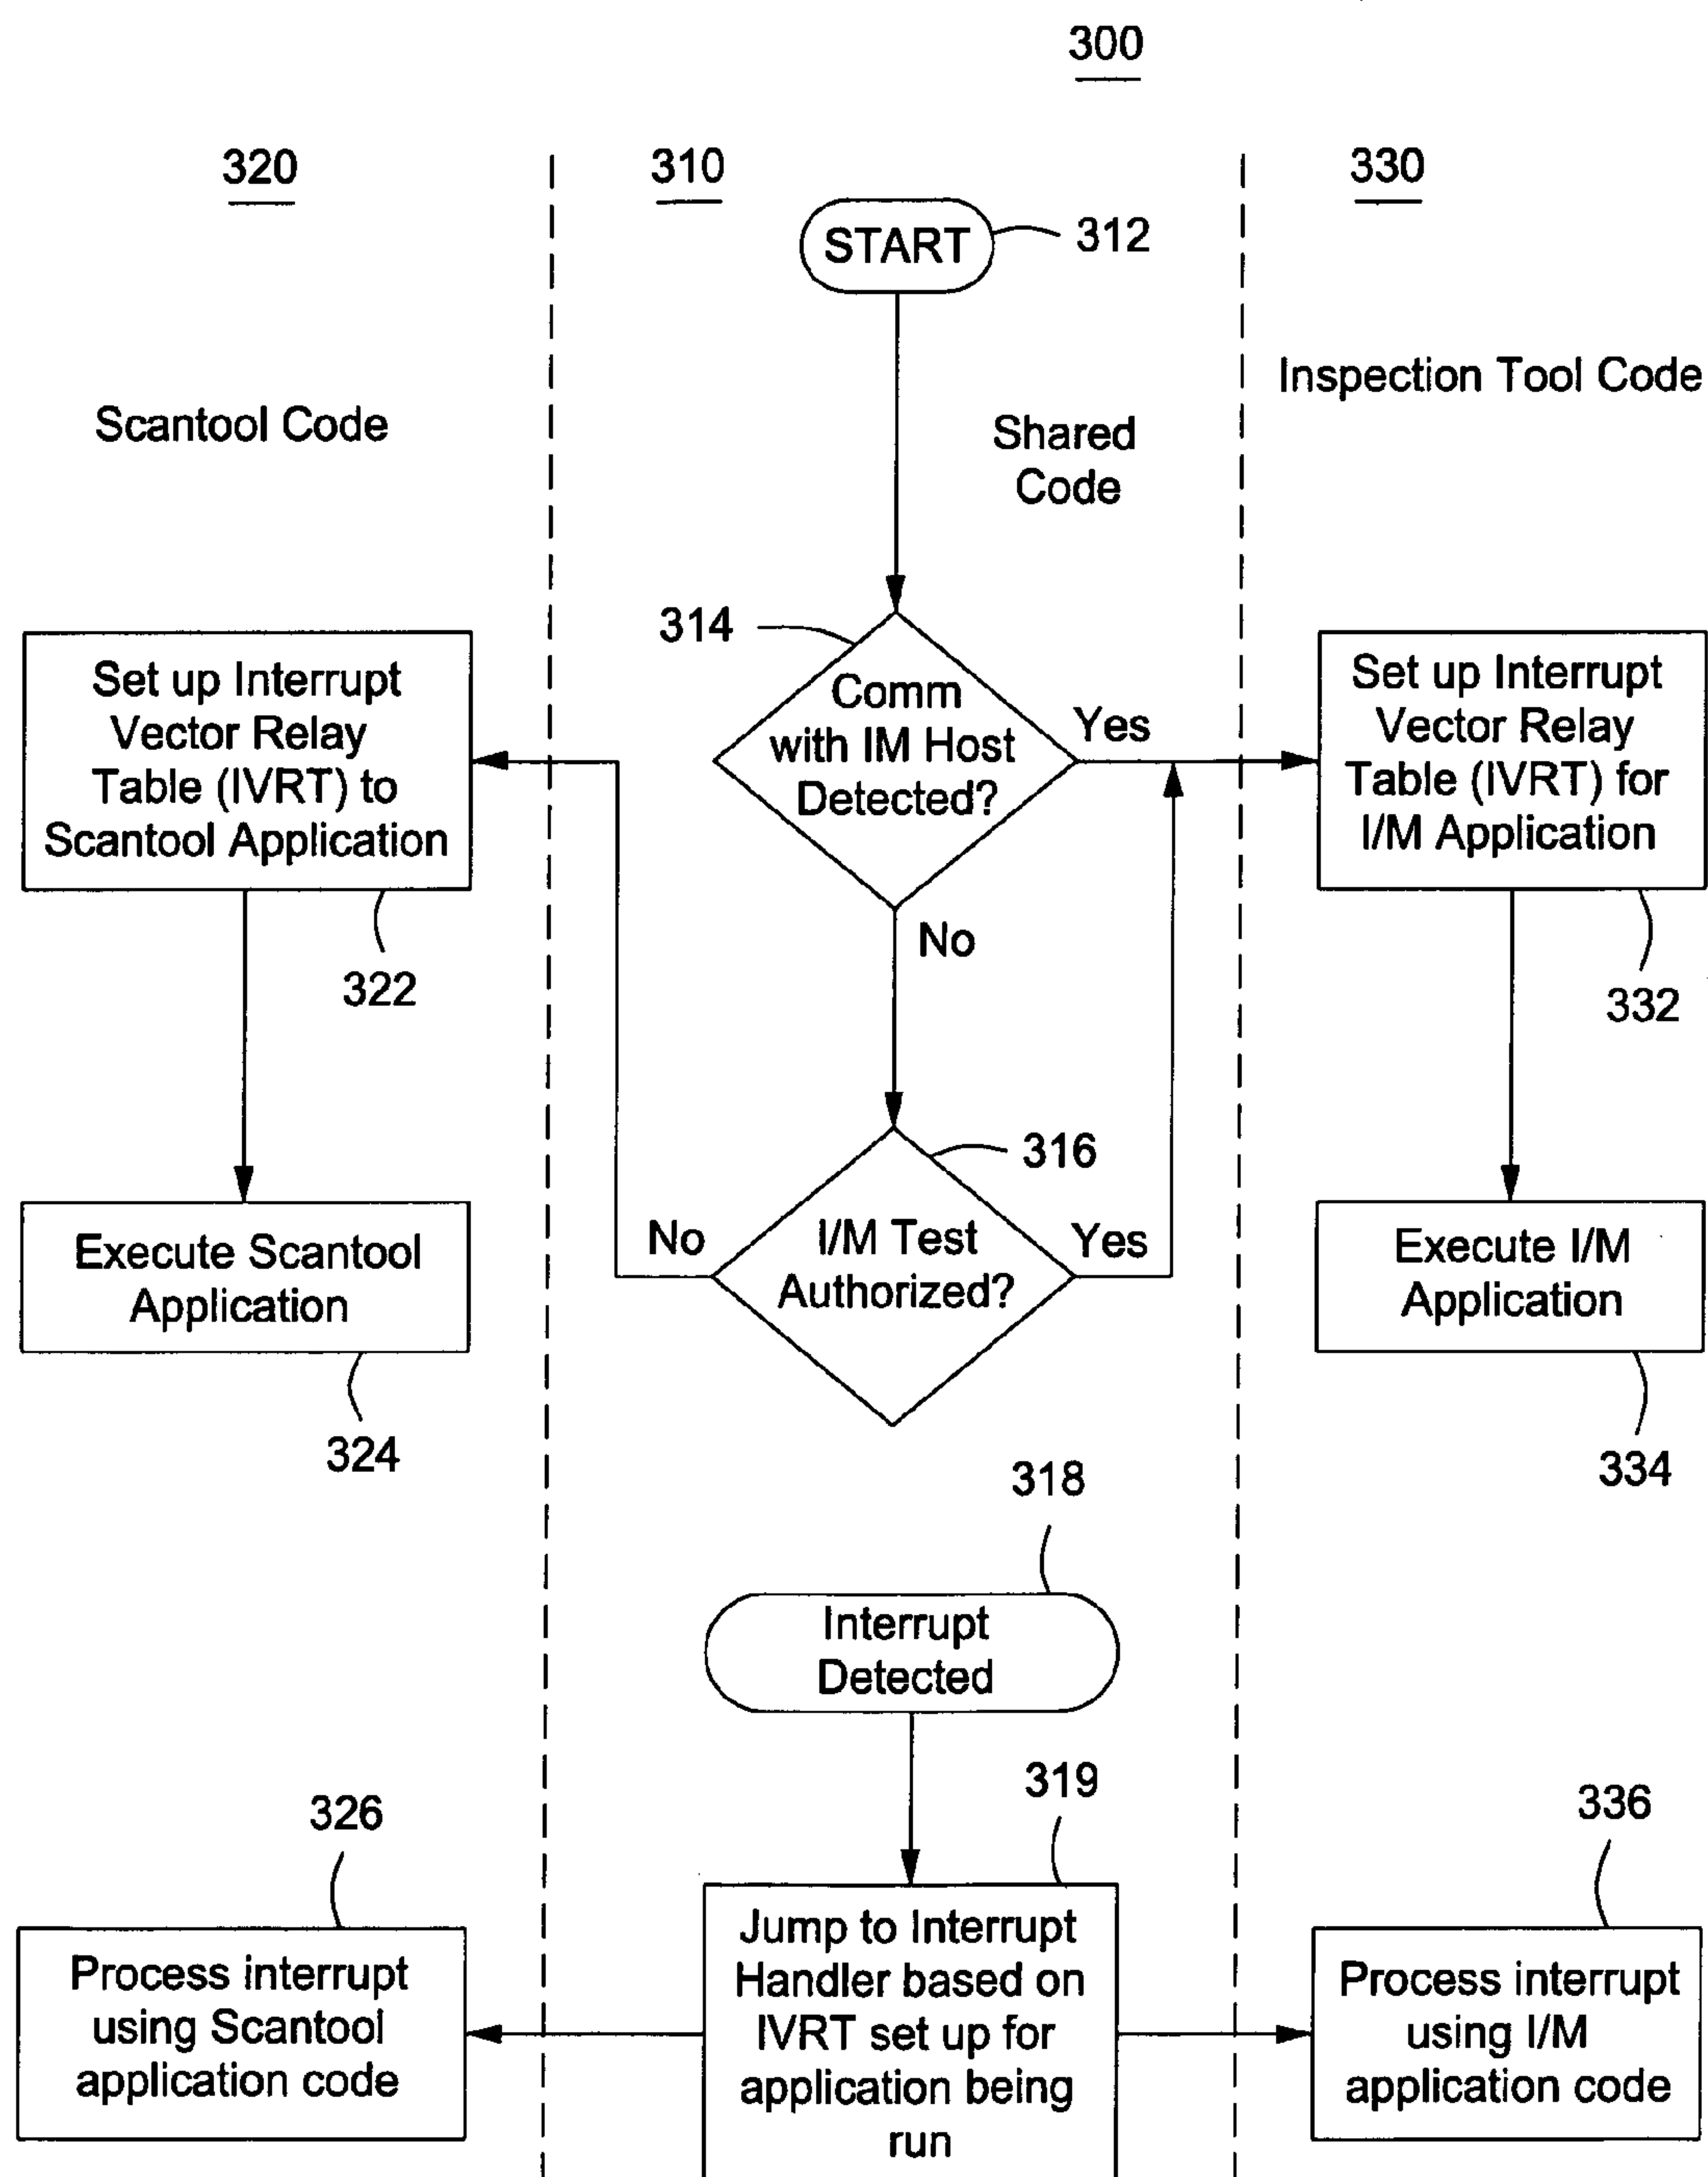 300
320
310
330
START
312
Inspection Tool Code
Scantool Code
Shared
Code
314
Set up Interrupt
Vector Relay
Table (IVRT) to
Scantool Application
Comm
with IM Host
Detected?
Yes
Set up Interrupt
Vector Relay
Table (IVRT) for
I/M Application
No
322
332
316
Execute Scantool
Application
No
I/M Test
Authorized?
Yes
Execute I/M
Application
324
334
318
Interrupt
Detected
319
326
336
Process interrupt
using Scantool
application code
Jump to Interrupt
Handler based on
IVRT set up for
application being
run
Process interrupt
using I/M
application code